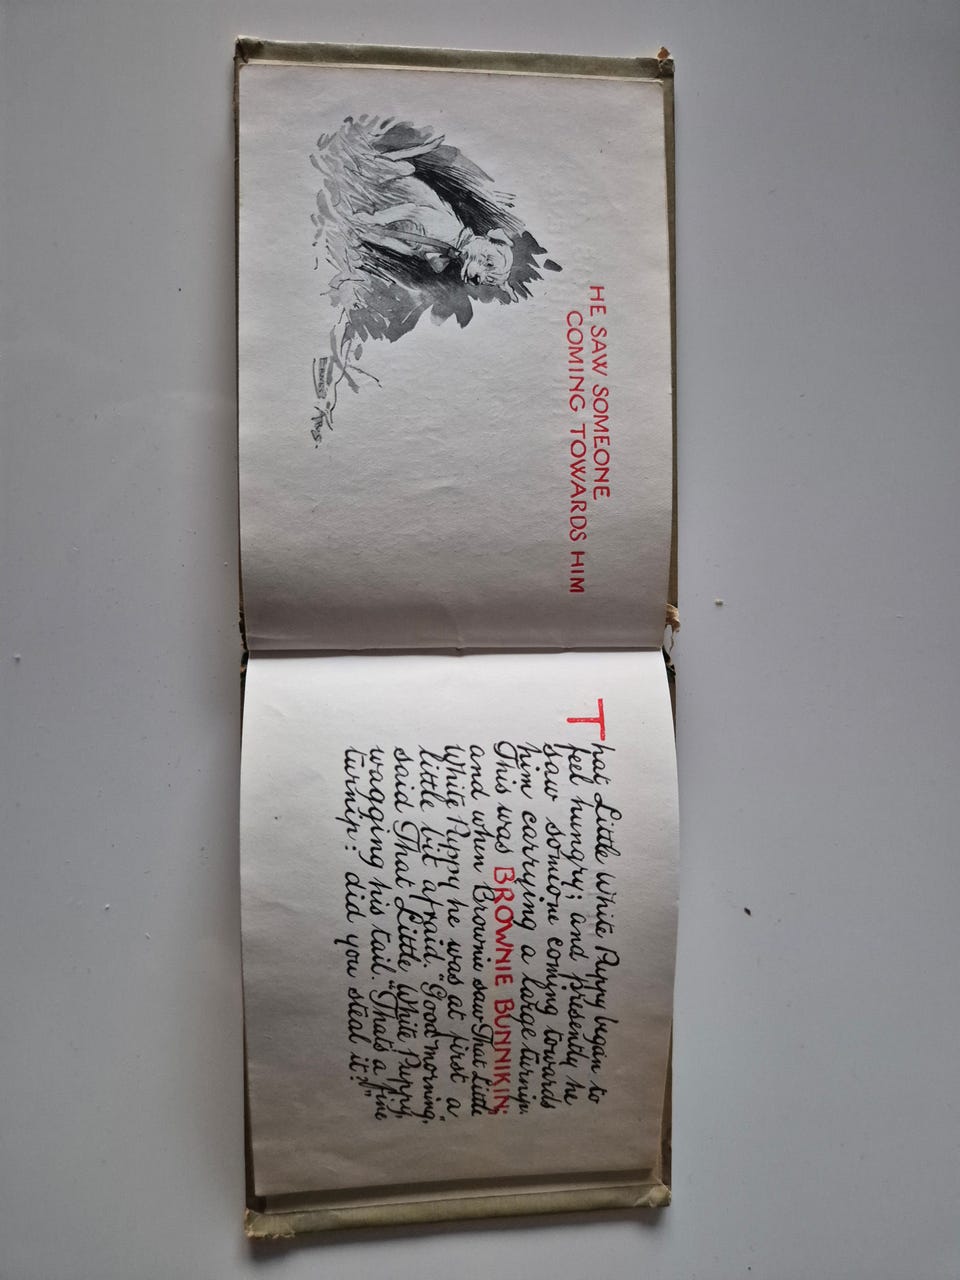 HE SAW SOMEONE
COMING TOWARDS HIM
That Little White Puppy began to
feel hungry; and presently he
saw someone coming towards
him carrying a large turnip.
This was BROWNIE BUNNIKIN:
and when Brownie saw That Little
White Puppy he was at first a
little bit afraid. "Good morning,"
said That Little White Puppy,
wagging his tail. "That's a fine
turnip: did you steal it?"